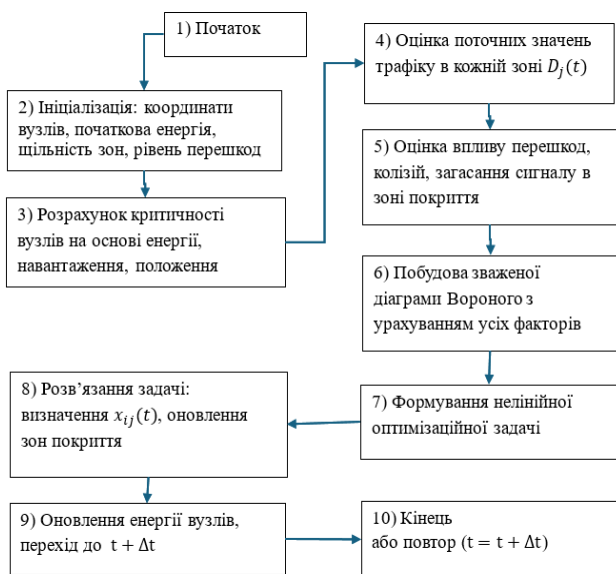 1) Початок
2) Ініціалізація: координати
вузлів, початкова енергія,
щільність зон, рівень перешкод
3) Розрахунок критичності
вузлів на основі енергії,
навантаження, положення
4) Оцінка поточних значень
трафіку в кожній зоні D_j(t)
5) Оцінка впливу перешкод,
колізій, загасання сигналу в
зоні покриття
6) Побудова зваженої
діаграми Вороного з
урахуванням усіх факторів
7) Формування нелінійної
оптимізаційної задачі
8) Розв’язання задачі:
визначення x_{ij}(t), оновлення
зон покриття
9) Оновлення енергії вузлів,
перехід до t + Δt
10) Кінець
або повтор (t = t + Δt)